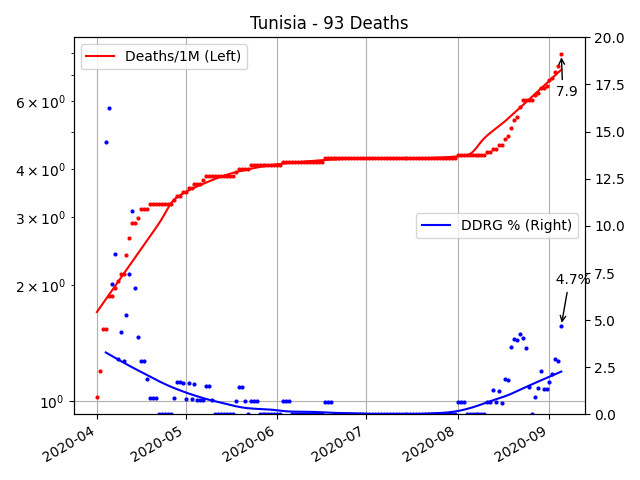 Tunisia - 93 Deaths
Deaths/1M (Left)
DDRG % (Right)
7.9
4.7%
6 × 10⁰
4 × 10⁰
3 × 10⁰
2 × 10⁰
10⁰
20.0
17.5
15.0
12.5
10.0
7.5
5.0
2.5
0.0
2020-04
2020-05
2020-06
2020-07
2020-08
2020-09